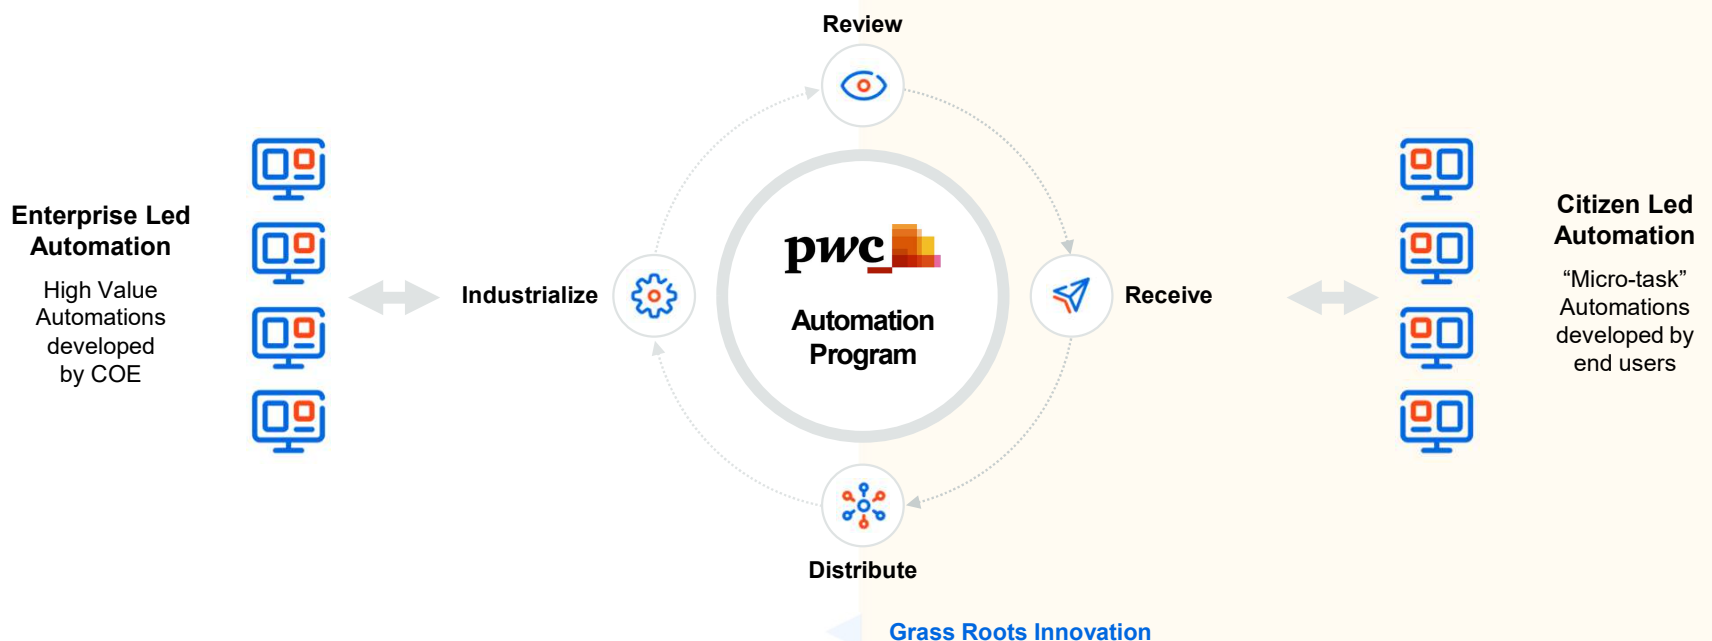 Review
Enterprise Led
Automation
High Value
Automations
developed
by COE
Industrialize
pwc
Automation
Program
Receive
Citizen Led
Automation
“Micro-task”
Automations
developed by
end users
Distribute
Grass Roots Innovation